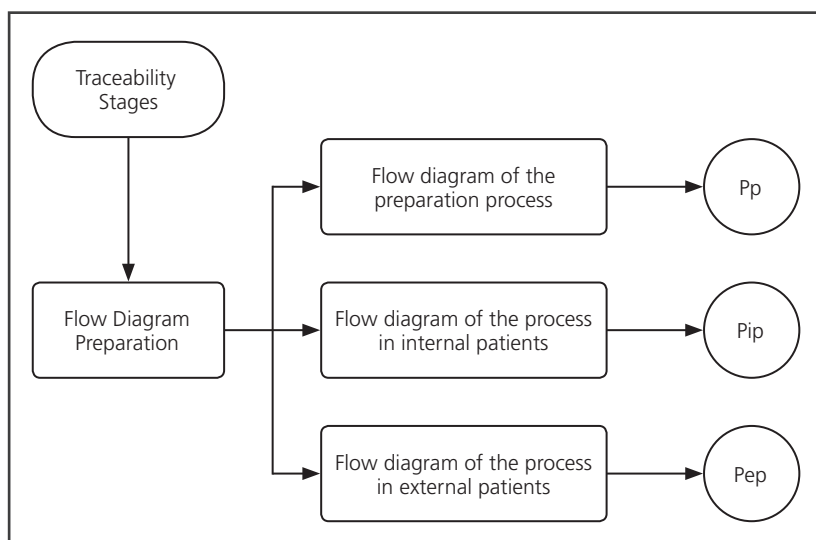 Traceability
Stages
Flow Diagram
Preparation
Flow diagram of the
preparation process
Pp
Flow diagram of the process
in internal patients
Pip
Flow diagram of the process
in external patients
Pep